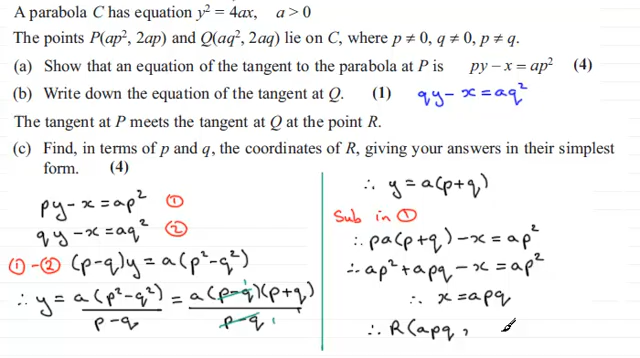 A parabola C has equation y² = 4ax, a > 0
The points P(ap², 2ap) and Q(aq², 2aq) lie on C, where p ≠ 0, q ≠ 0, p ≠ q.
(a) Show that an equation of the tangent to the parabola at P is py – x = ap² (4)
(b) Write down the equation of the tangent at Q. (1) qy – x = aq²
The tangent at P meets the tangent at Q at the point R.
(c) Find, in terms of p and q, the coordinates of R, giving your answers in their simplest
form. (4)
py – x = ap² ①
qy – x = aq² ②
① – ② (p–q)y = a(p²–q²)
∴ y = a(p²–q²)/p–q = a(p–q)(p+q)/p–q
1
1
∴ y = a(p+q)
Sub in ①
∴ pa(p+q) – x = ap²
∴ ap² + apq – x = ap²
∴ x = apq
∴ R(apq,